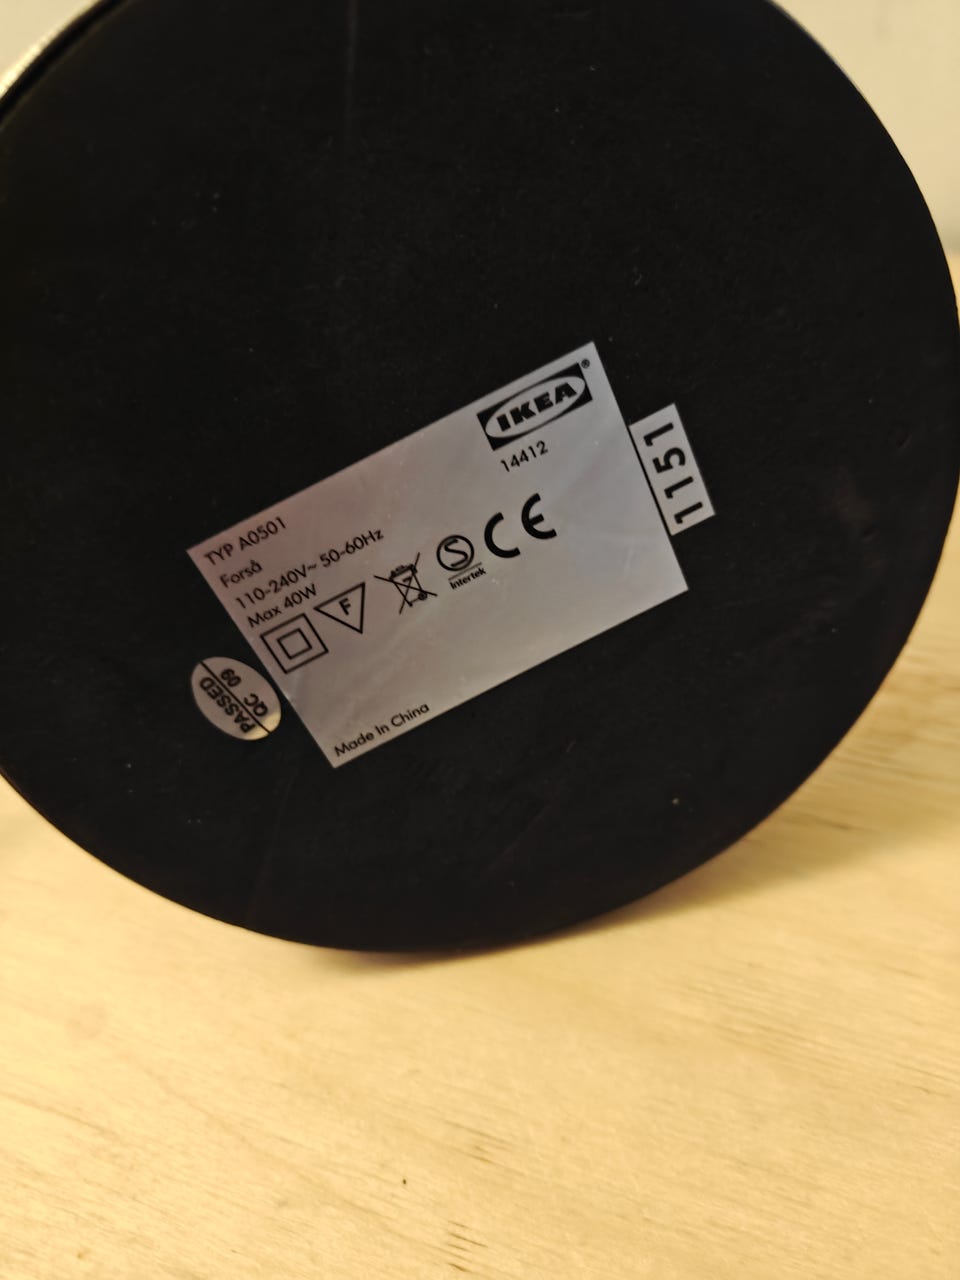 IKEA®
14412
TYP A0501
Forså
110-240V~ 50-60Hz
Max 40W
F
S
Intertek
CE
Made In China
1151
PASSED
QC 09